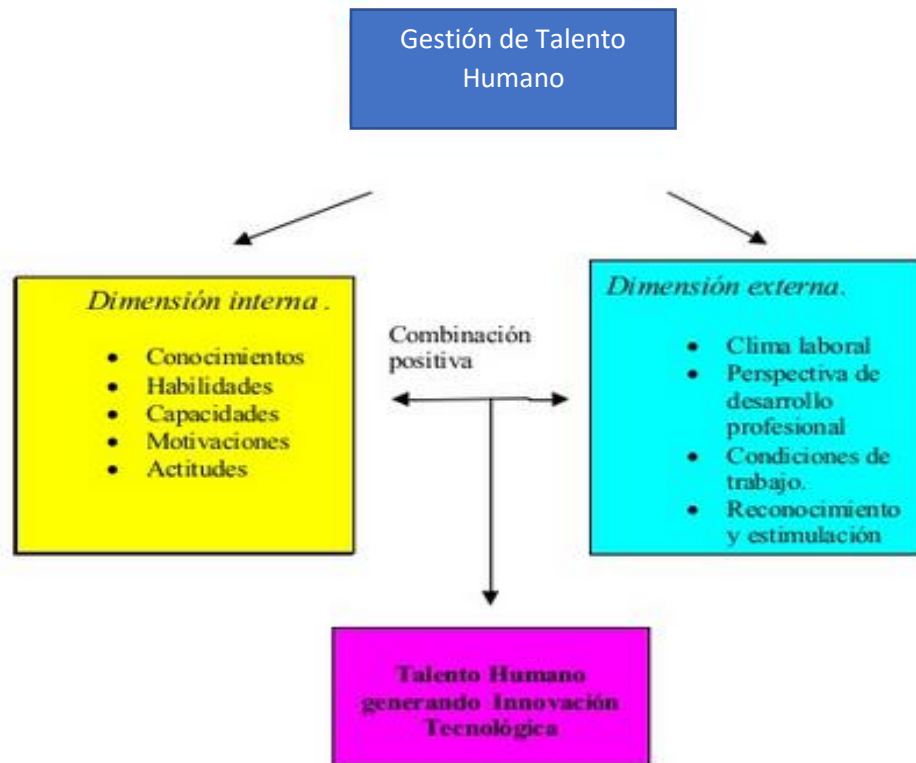 Gestión de Talento
Humano
Dimensión interna .
• Conocimientos
• Habilidades
• Capacidades
• Motivaciones
• Actitudes
Combinación
positiva
Dimensión externa.
• Clima laboral
• Perspectiva de
desarrollo
profesional
• Condiciones de
trabajo.
• Reconocimiento
y estimulación
Talento Humano
generando Innovación
Tecnológica